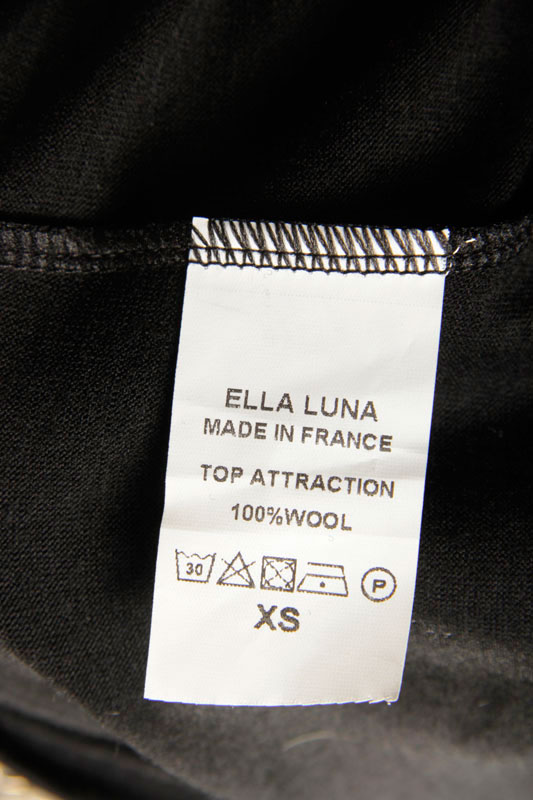 ELLA LUNA
MADE IN FRANCE
TOP ATTRACTION
100%WOOL
30 P
XS